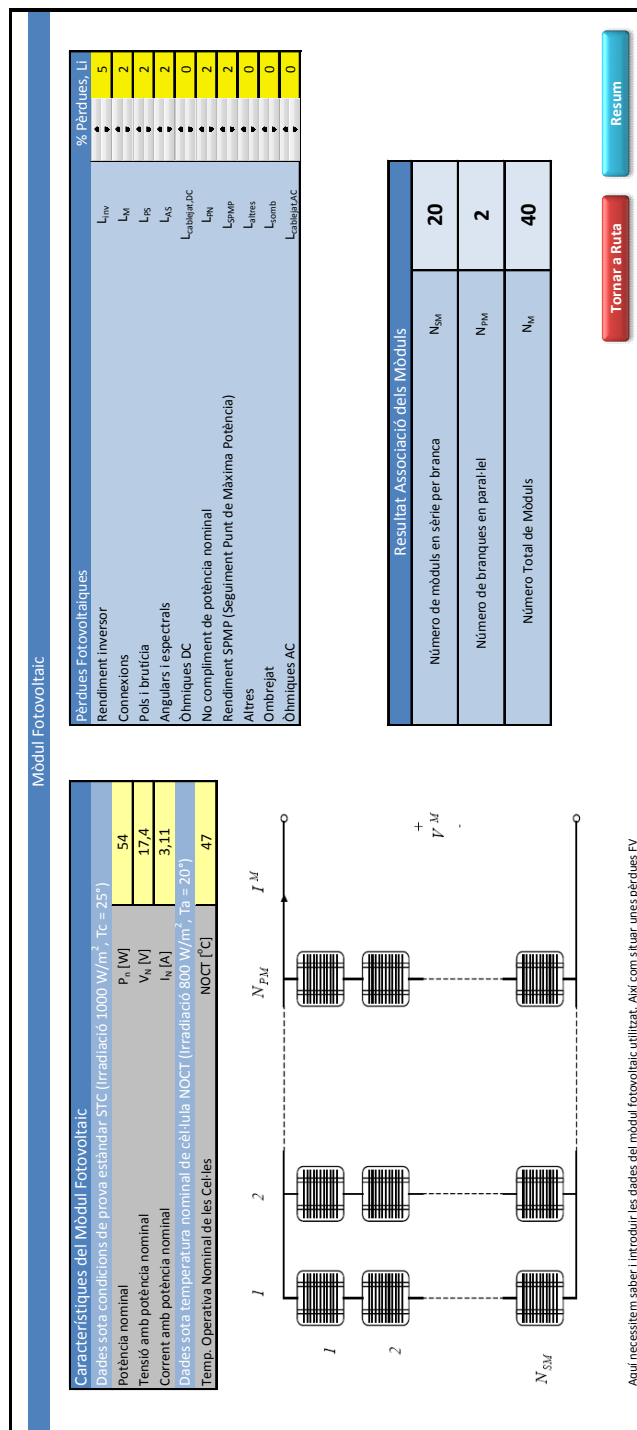 Mòdul Fotovoltaic
Característiques del Mòdul Fotovoltaic
Dades sota condicions de prova estàndar STC (Irradiació 1000 W/m², Tc = 25°)
Potència nominal Pn [W] 54
Tensió amb potència nominal VN [V] 17,4
Corrent amb potència nominal IN [A] 3,11
Dades sota temperatura nominal de cèl·lula NOCT (Irradiació 800 W/m², Ta = 20°)
Temp. Operativa Nominal de les Cel·les NOCT [°C] 47
1 2 N_PM I^M
1
2
N_SM
+
V^M
-
Aquí necessitem saber i introduir les dades del mòdul fotovoltaic utilitzat. Així com situar unes pèrdues FV
Pèrdues Fotovoltaiques % Pèrdues, Li
Rendiment inversor Linv 5
Connexions LM 2
Pols i brutícia LPS 2
Angulars i espectrals LAS 2
Òhmiques DC Lcablejat,DC 0
No compliment de potència nominal LPN 2
Rendiment SPMP (Seguiment Punt de Màxima Potència) LSPMP 2
Altres Laltres 0
Ombrejat Lsomb 0
Òhmiques AC Lcablejat,AC 0
Resultat Associació dels Mòduls
Número de mòduls en sèrie per branca NSM 20
Número de branques en paral·lel NPM 2
Número Total de Mòduls NM 40
Tornar a Ruta
Resum